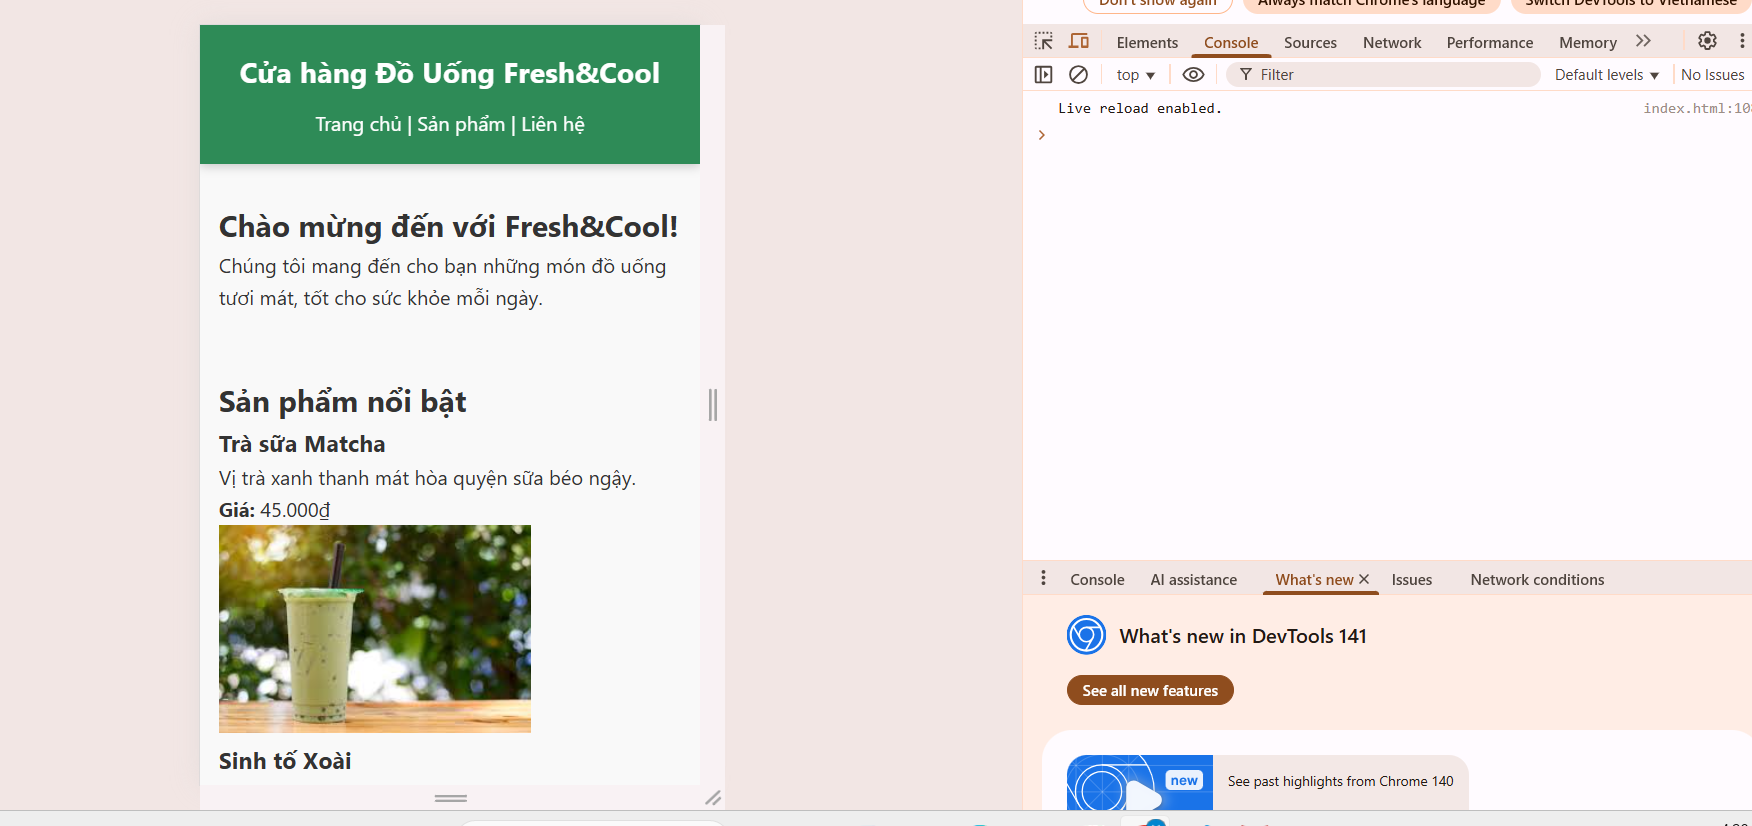 Cửa hàng Đồ Uống Fresh&Cool
Trang chủ | Sản phẩm | Liên hệ
Chào mừng đến với Fresh&Cool!
Chúng tôi mang đến cho bạn những món đồ uống
tươi mát, tốt cho sức khỏe mỗi ngày.
Sản phẩm nổi bật
Trà sữa Matcha
Vị trà xanh thanh mát hòa quyện sữa béo ngậy.
Giá: 45.000₫
Sinh tố Xoài
Don't show again Always match Chrome's language Switch DevTools to Vietnamese
Elements Console Sources Network Performance Memory
top Filter Default levels No Issues
Live reload enabled. index.html:10
Console AI assistance What's new Issues Network conditions
What's new in DevTools 141
See all new features
new
See past highlights from Chrome 140